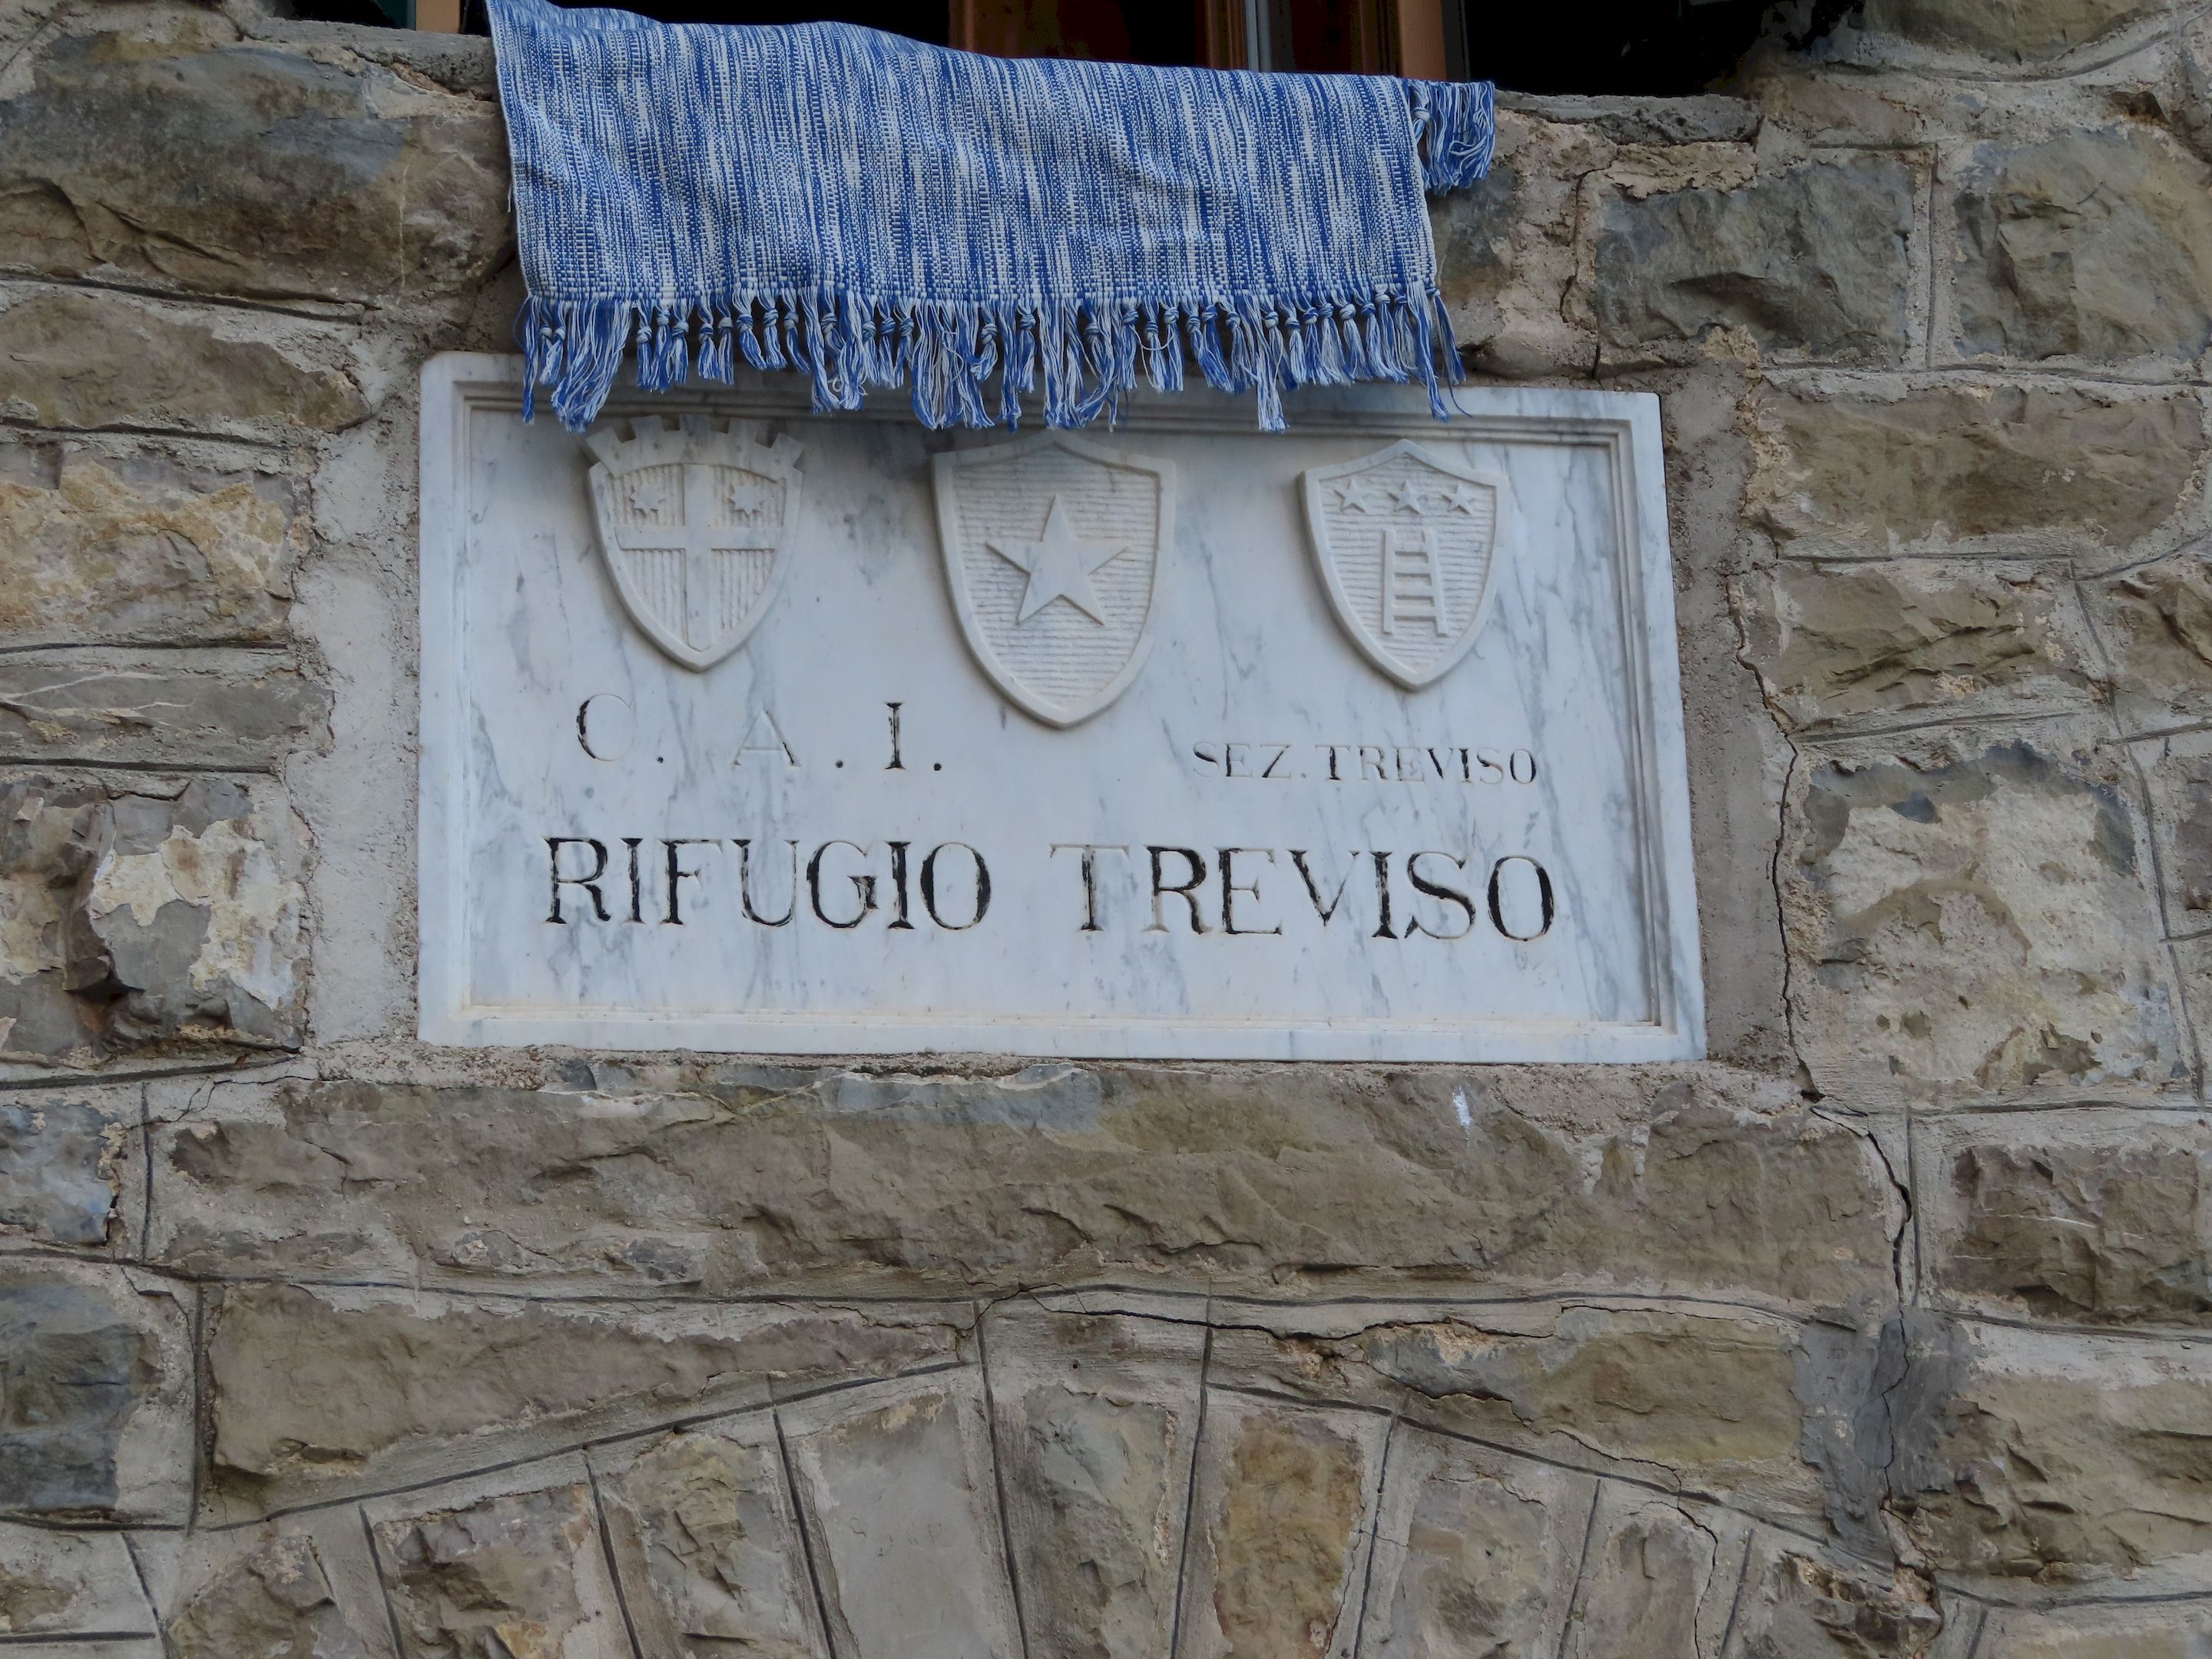 C. A. I. SEZ. TREVISO
RIFUGIO TREVISO